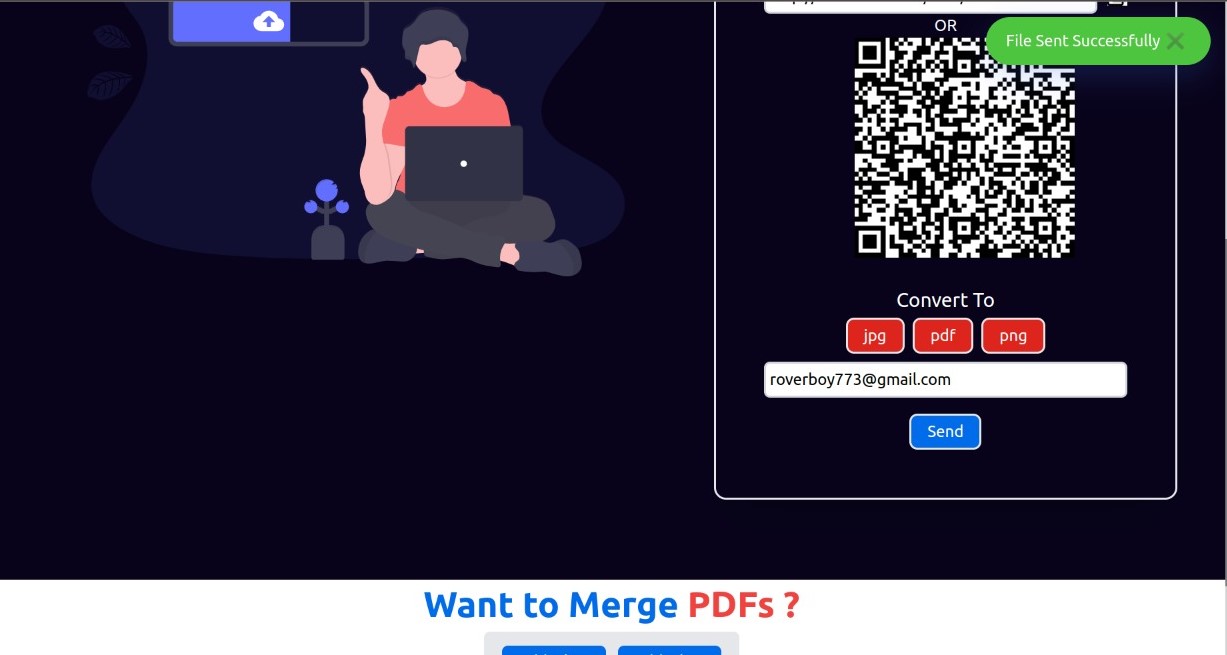 OR
File Sent Successfully
Convert To
jpg pdf png
roverboy773@gmail.com
Send
Want to Merge PDFs ?